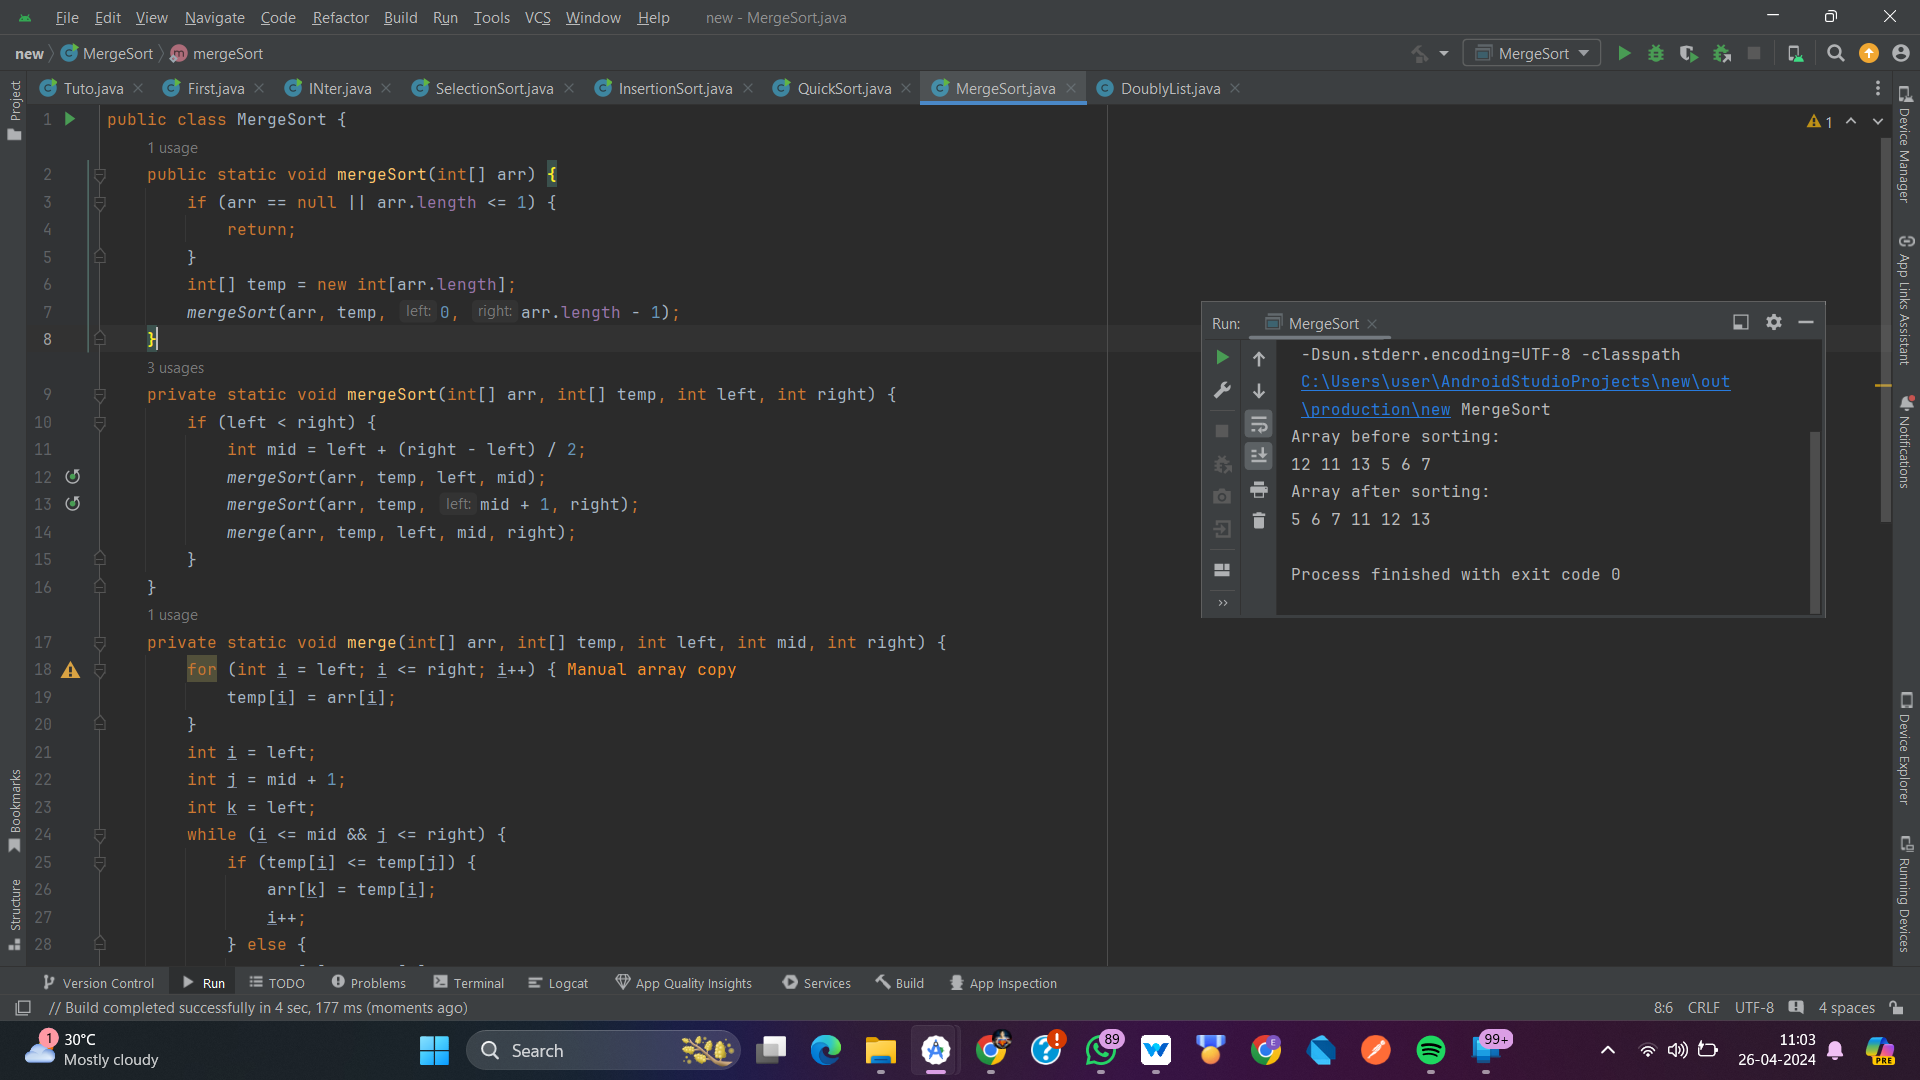 File Edit View Navigate Code Refactor Build Run Tools VCS Window Help new - MergeSort.java
new MergeSort mergeSort
MergeSort
Tuto.java First.java INter.java SelectionSort.java InsertionSort.java QuickSort.java MergeSort.java DoublyList.java
Project
Bookmarks
Structure
1 public class MergeSort {
1 usage
2 public static void mergeSort(int[] arr) {
3 if (arr == null || arr.length <= 1) {
4 return;
5 }
6 int[] temp = new int[arr.length];
7 mergeSort(arr, temp, left: 0, right: arr.length - 1);
8 }
3 usages
9 private static void mergeSort(int[] arr, int[] temp, int left, int right) {
10 if (left < right) {
11 int mid = left + (right - left) / 2;
12 mergeSort(arr, temp, left, mid);
13 mergeSort(arr, temp, left: mid + 1, right);
14 merge(arr, temp, left, mid, right);
15 }
16 }
1 usage
17 private static void merge(int[] arr, int[] temp, int left, int mid, int right) {
18 for (int i = left; i <= right; i++) { Manual array copy
19 temp[i] = arr[i];
20 }
21 int i = left;
22 int j = mid + 1;
23 int k = left;
24 while (i <= mid && j <= right) {
25 if (temp[i] <= temp[j]) {
26 arr[k] = temp[i];
27 i++;
28 } else {
1
Run: MergeSort
-Dsun.stderr.encoding=UTF-8 -classpath
C:\Users\user\AndroidStudioProjects\new\out
\production\new MergeSort
Array before sorting:
12 11 13 5 6 7
Array after sorting:
5 6 7 11 12 13
Process finished with exit code 0
Device Manager
App Links Assistant
Notifications
Device Explorer
Running Devices
Version Control Run TODO Problems Terminal Logcat App Quality Insights Services Build App Inspection
// Build completed successfully in 4 sec, 177 ms (moments ago)
8:6 CRLF UTF-8 4 spaces
1
30°C
Mostly cloudy
Search
89
99+
11:03
26-04-2024
PRE